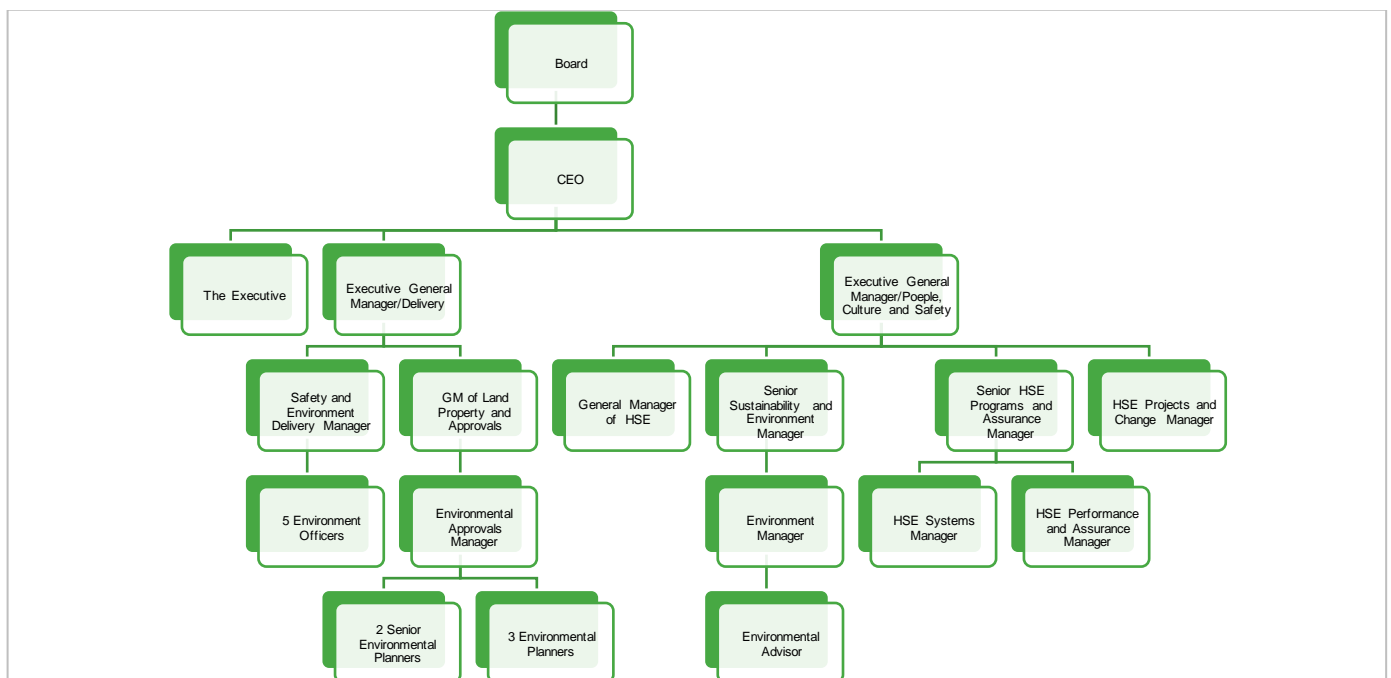 Board
CEO
The Executive
Executive General
Manager/Delivery
Executive General
Manager/Poeple,
Culture and Safety
Safety and
Environment
Delivery Manager
GM of Land
Property and
Approvals
General Manager
of HSE
Senior
Sustainability and
Environment
Manager
Senior HSE
Programs and
Assurance
Manager
HSE Projects and
Change Manager
5 Environment
Officers
Environmental
Approvals
Manager
Environment
Manager
HSE Systems
Manager
HSE Performance
and Assurance
Manager
2 Senior
Environmental
Planners
3 Environmental
Planners
Environmental
Advisor